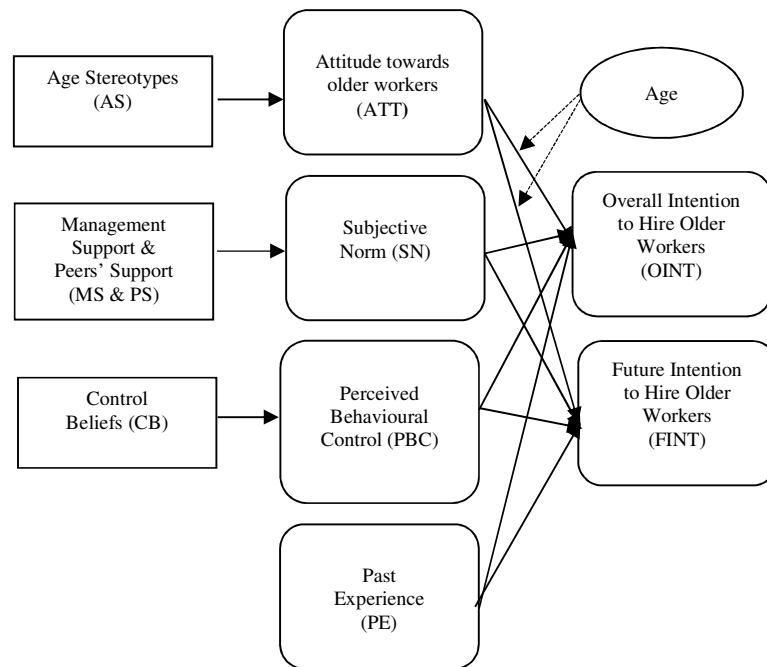 Age Stereotypes
(AS)
Attitude towards
older workers
(ATT)
Age
Management
Support &
Peers’ Support
(MS & PS)
Subjective
Norm (SN)
Overall Intention
to Hire Older
Workers
(OINT)
Control
Beliefs (CB)
Perceived
Behavioural
Control (PBC)
Future Intention
to Hire Older
Workers
(FINT)
Past
Experience
(PE)